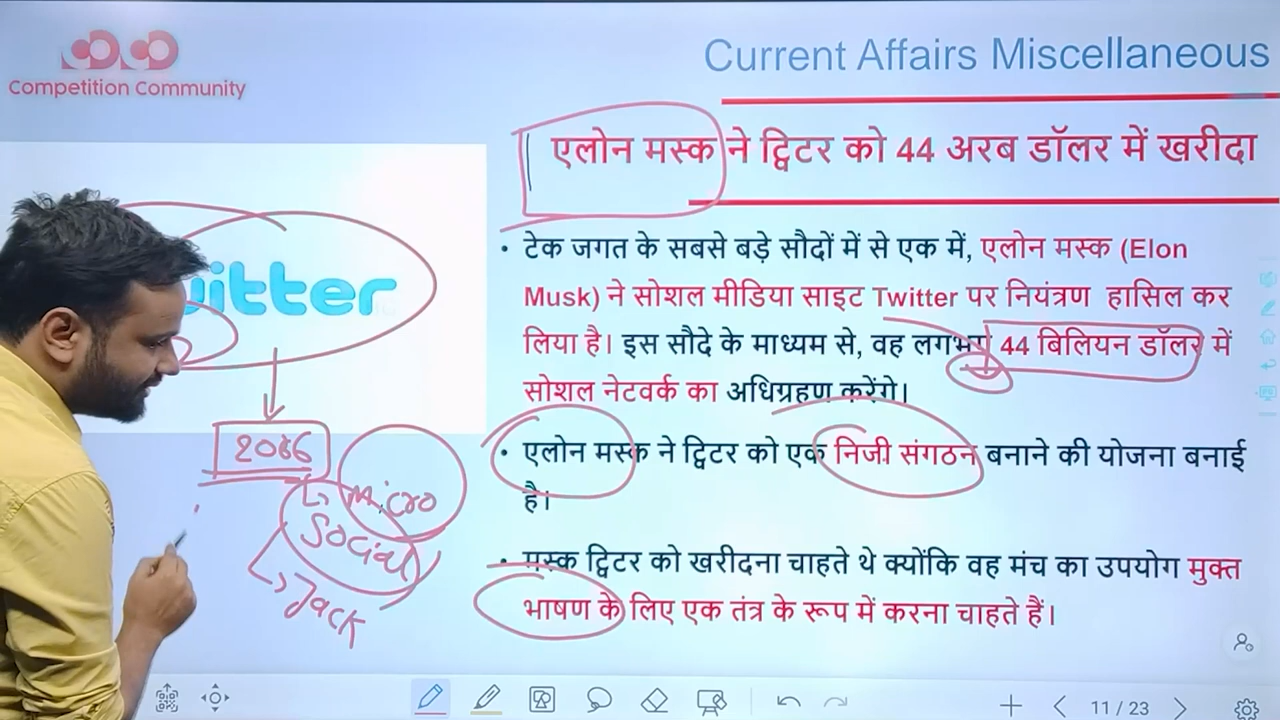 Competition Community
Current Affairs Miscellaneous
एलोन मस्क ने ट्विटर को 44 अरब डॉलर में खरीदा
• टेक जगत के सबसे बड़े सौदों में से एक में, एलोन मस्क (Elon
Musk) ने सोशल मीडिया साइट Twitter पर नियंत्रण हासिल कर
लिया है। इस सौदे के माध्यम से, वह लगभग 44 बिलियन डॉलर में
सोशल नेटवर्क का अधिग्रहण करेंगे।
• एलोन मस्क ने ट्विटर को एक निजी संगठन बनाने की योजना बनाई
है।
• मस्क ट्विटर को खरीदना चाहते थे क्योंकि वह मंच का उपयोग मुक्त
भाषण के लिए एक तंत्र के रूप में करना चाहते हैं।
itter
Micro
Social
Jack
11 / 23